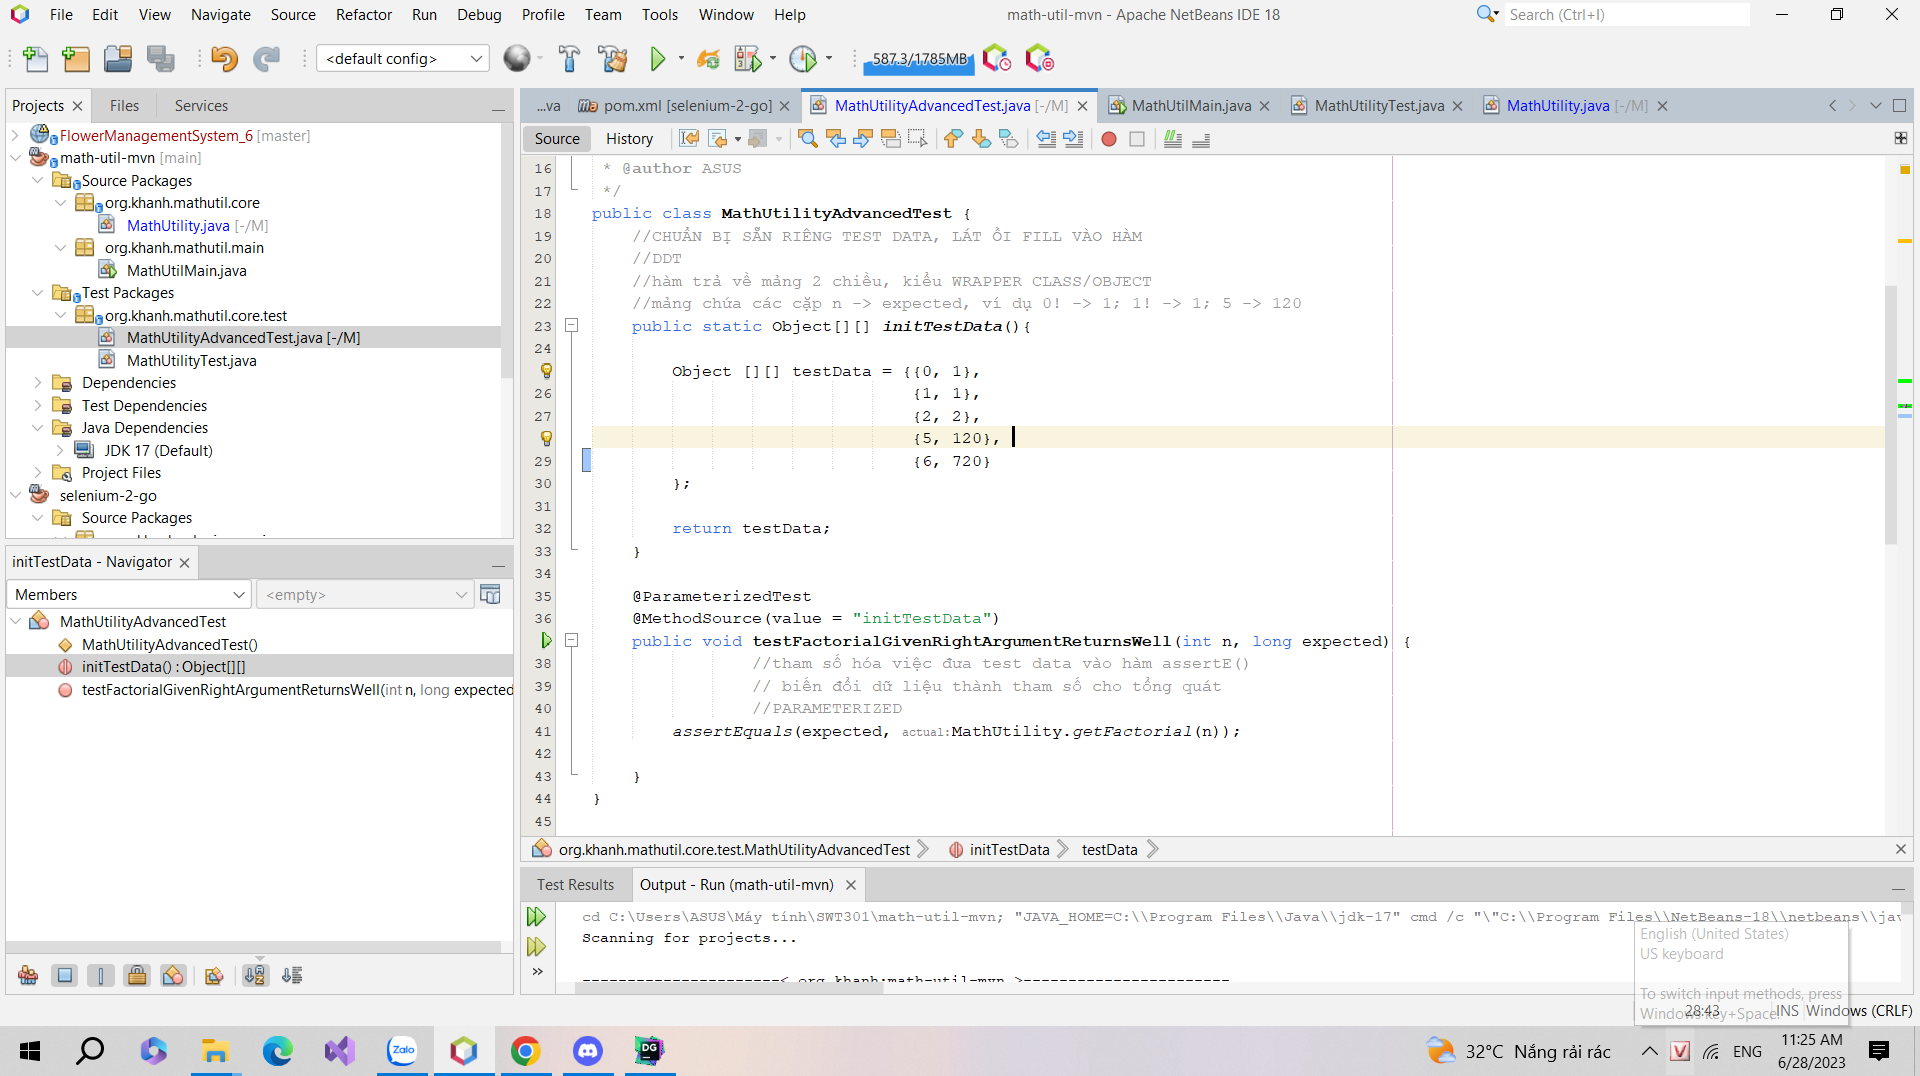 File Edit View Navigate Source Refactor Run Debug Profile Team Tools Window Help
math-util-mvn - Apache NetBeans IDE 18
Search (Ctrl+I)
<default config>
587.3/1785MB
Projects Files Services
FlowerManagementSystem_6 [master]
math-util-mvn [main]
Source Packages
org.khanh.mathutil.core
MathUtility.java [-/M]
org.khanh.mathutil.main
MathUtilMain.java
Test Packages
org.khanh.mathutil.core.test
MathUtilityAdvancedTest.java [-/M]
MathUtilityTest.java
Dependencies
Test Dependencies
Java Dependencies
JDK 17 (Default)
Project Files
selenium-2-go
Source Packages
initTestData - Navigator
Members
<empty>
MathUtilityAdvancedTest
MathUtilityAdvancedTest()
initTestData() : Object[][]
testFactorialGivenRightArgumentReturnsWell(int n, long expected
...va pom.xml [selenium-2-go] MathUtilityAdvancedTest.java [-/M] MathUtilMain.java MathUtilityTest.java MathUtility.java [-/M]
Source History
16 * @author ASUS
17 */
18 public class MathUtilityAdvancedTest {
19 //CHUẨN BỊ SẴN RIÊNG TEST DATA, LÁT ỒI FILL VÀO HÀM
20 //DDT
21 //hàm trả về mảng 2 chiều, kiểu WRAPPER CLASS/OBJECT
22 //mảng chứa các cặp n -> expected, ví dụ 0! -> 1; 1! -> 1; 5 -> 120
23 public static Object[][] initTestData(){
24
Object [][] testData = {{0, 1},
26 {1, 1},
27 {2, 2},
{5, 120},
29 {6, 720}
30 };
31
32 return testData;
33 }
34
35 @ParameterizedTest
36 @MethodSource(value = "initTestData")
public void testFactorialGivenRightArgumentReturnsWell(int n, long expected) {
38 //tham số hóa việc đưa test data vào hàm assertE()
39 // biến đổi dữ liệu thành tham số cho tổng quát
40 //PARAMETERIZED
41 assertEquals(expected, actual:MathUtility.getFactorial(n));
42
43 }
44 }
45
org.khanh.mathutil.core.test.MathUtilityAdvancedTest initTestData testData
Test Results Output - Run (math-util-mvn)
cd C:\Users\ASUS\Máy tính\SWT301\math-util-mvn; "JAVA_HOME=C:\\Program Files\\Java\\jdk-17" cmd /c "\"C:\\Program Files\\NetBeans-18\\netbeans\\jav
Scanning for projects...
----------------------< org.khanh:math-util-mvn >-----------------------
English (United States)
US keyboard
To switch input methods, press
Windows key+Space.
28:43 INS Windows (CRLF)
Zalo
DG
32°C Nắng rải rác
V
ENG
11:25 AM
6/28/2023